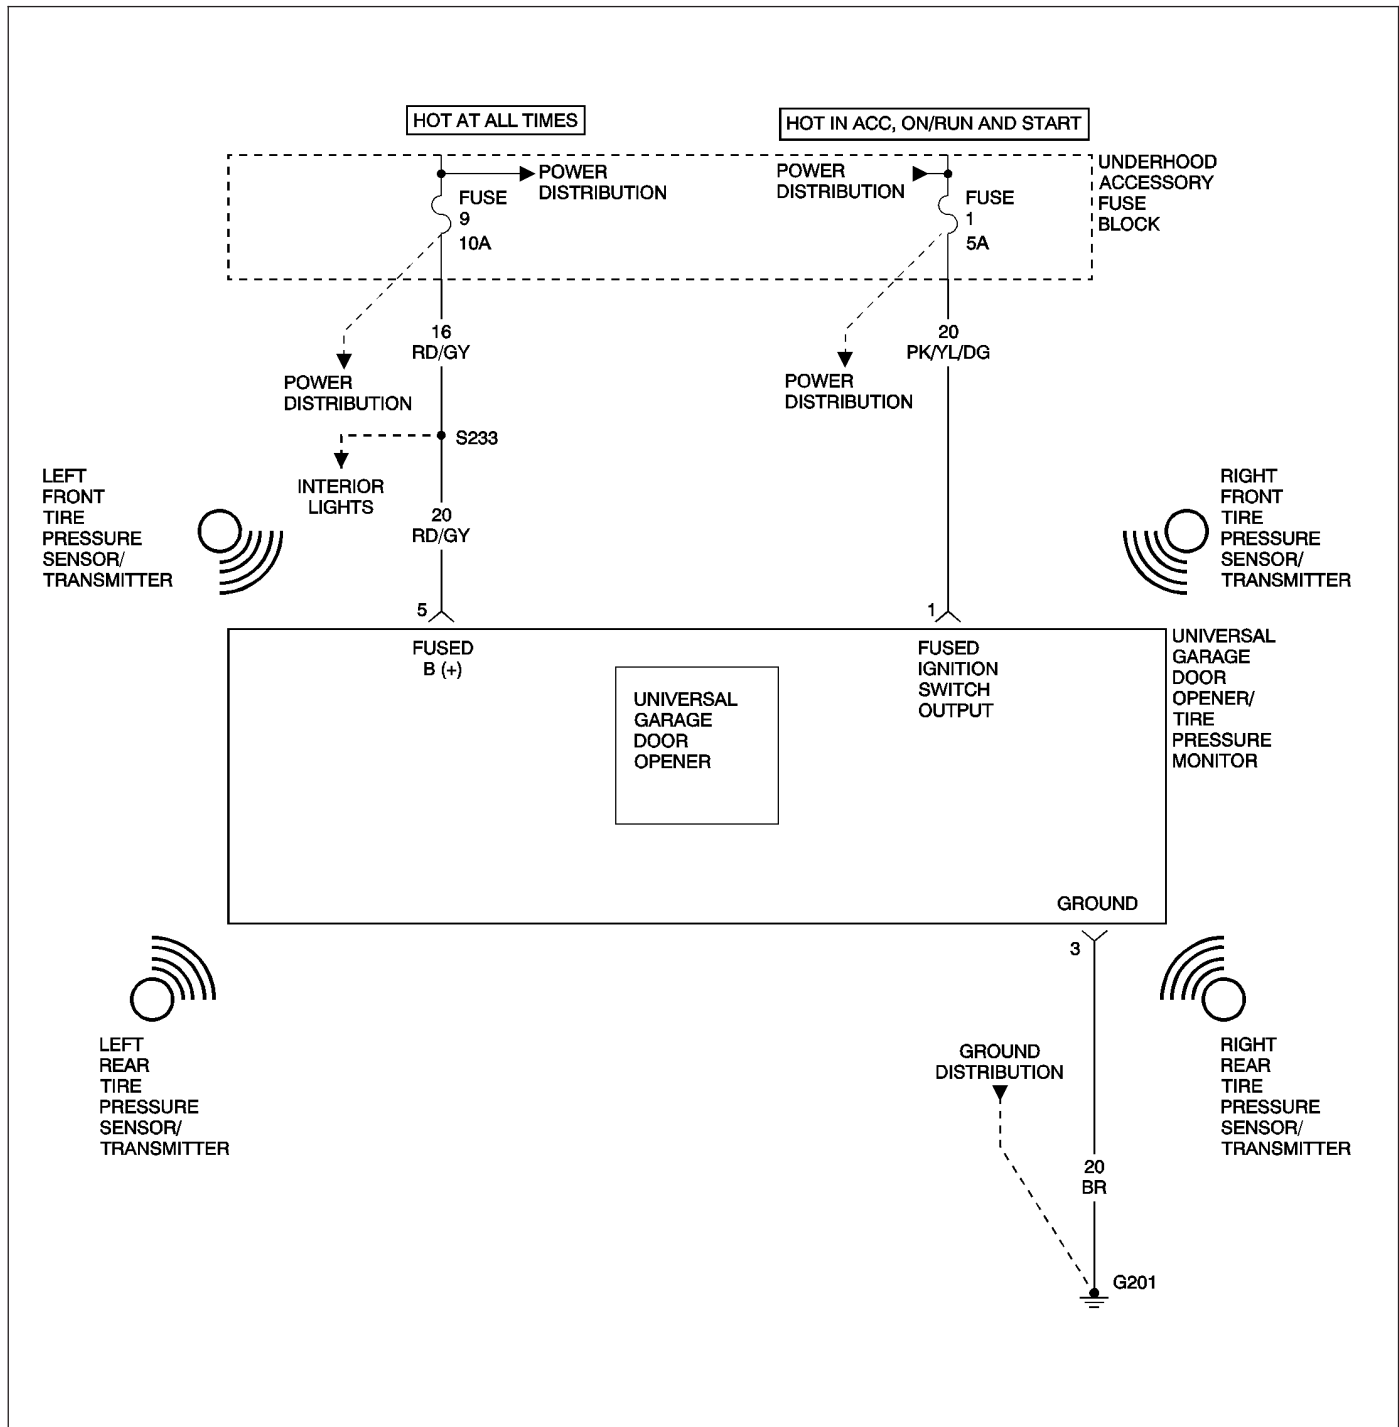 HOT AT ALL TIMES
HOT IN ACC, ON/RUN AND START
POWER
DISTRIBUTION
FUSE
9
10A
POWER
DISTRIBUTION
FUSE
1
5A
UNDERHOOD
ACCESSORY
FUSE
BLOCK
16
RD/GY
20
PK/YL/DG
POWER
DISTRIBUTION
POWER
DISTRIBUTION
S233
INTERIOR
LIGHTS
20
RD/GY
LEFT
FRONT
TIRE
PRESSURE
SENSOR/
TRANSMITTER
RIGHT
FRONT
TIRE
PRESSURE
SENSOR/
TRANSMITTER
5
1
FUSED
B (+)
UNIVERSAL
GARAGE
DOOR
OPENER
FUSED
IGNITION
SWITCH
OUTPUT
UNIVERSAL
GARAGE
DOOR
OPENER/
TIRE
PRESSURE
MONITOR
GROUND
3
LEFT
REAR
TIRE
PRESSURE
SENSOR/
TRANSMITTER
GROUND
DISTRIBUTION
RIGHT
REAR
TIRE
PRESSURE
SENSOR/
TRANSMITTER
20
BR
G201